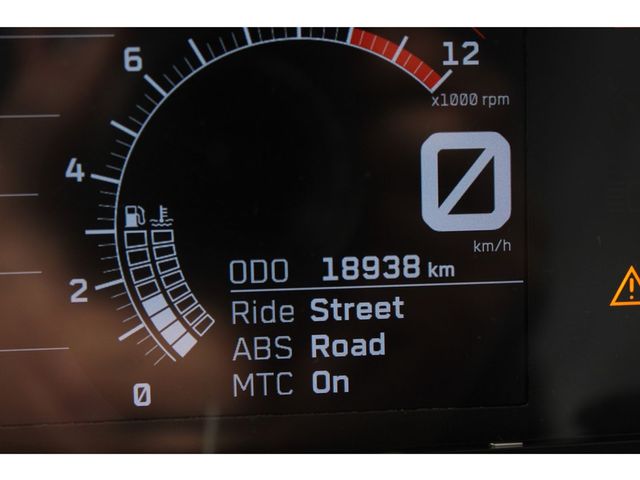 6
12
x1000 rpm
4
0
km/h
2
ODO 18938 km
Ride Street
ABS Road
MTC On
0